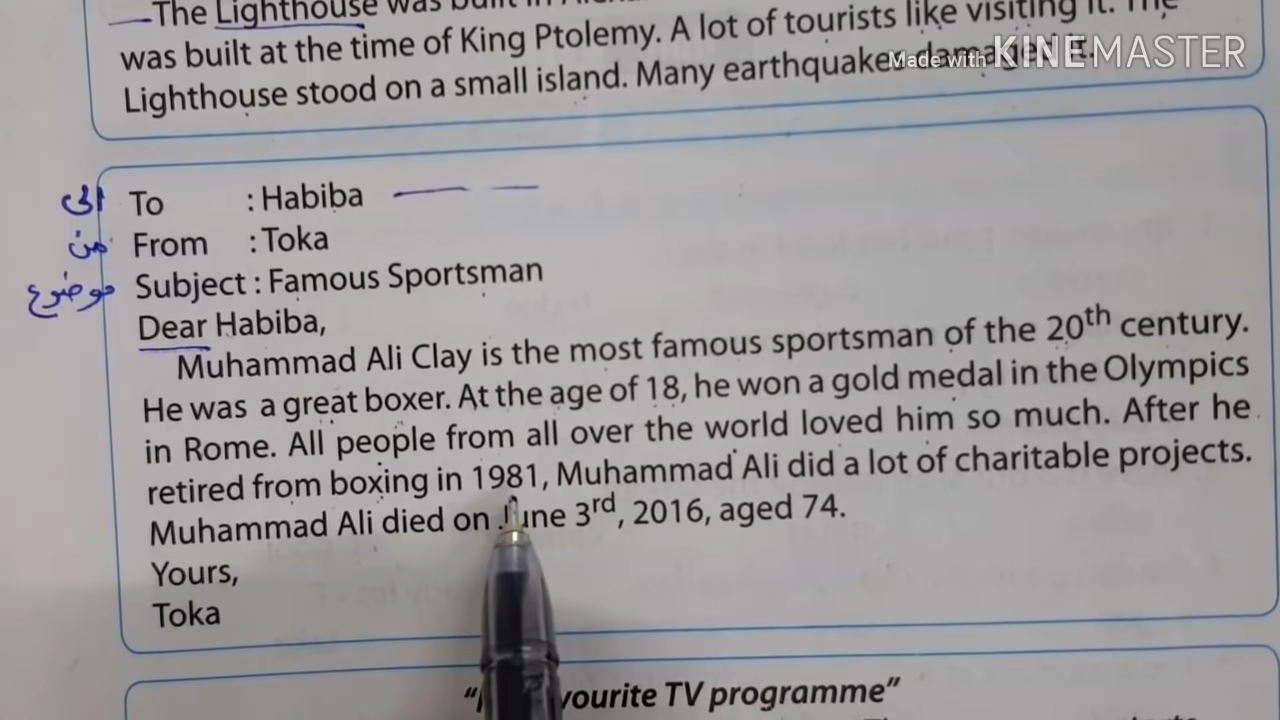 The Lighthouse was built in
was built at the time of King Ptolemy. A lot of tourists like visiting it. The
Lighthouse stood on a small island. Many earthquakes damaged it.
Made with KINEMASTER
الى To : Habiba
من From : Toka
موضوع Subject : Famous Sportsman
Dear Habiba,
Muhammad Ali Clay is the most famous sportsman of the 20th century.
He was a great boxer. At the age of 18, he won a gold medal in the Olympics
in Rome. All people from all over the world loved him so much. After he
retired from boxing in 1981, Muhammad Ali did a lot of charitable projects.
Muhammad Ali died on June 3rd, 2016, aged 74.
Yours,
Toka
vourite TV programme”